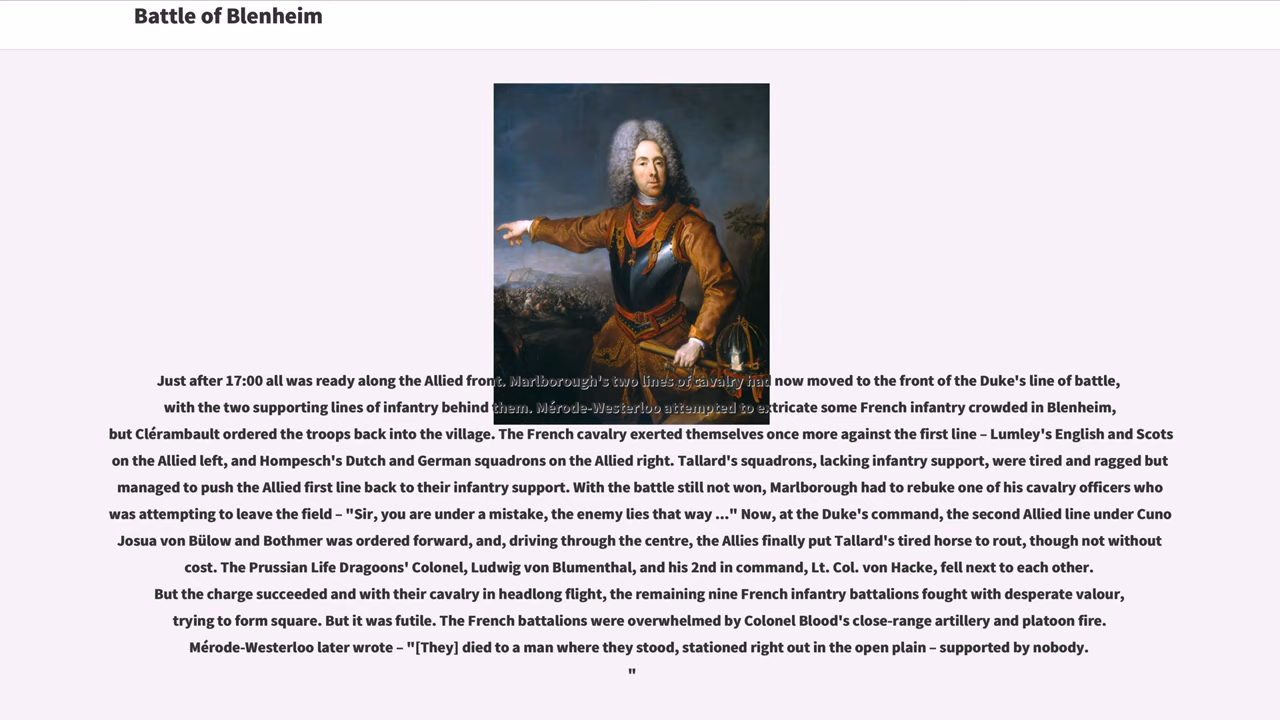 Battle of Blenheim
Just after 17:00 all was ready along the Allied front. Marlborough's two lines of cavalry had now moved to the front of the Duke's line of battle,
with the two supporting lines of infantry behind them. Mérode-Westerloo attempted to extricate some French infantry crowded in Blenheim,
but Clérambault ordered the troops back into the village. The French cavalry exerted themselves once more against the first line – Lumley's English and Scots
on the Allied left, and Hompesch's Dutch and German squadrons on the Allied right. Tallard's squadrons, lacking infantry support, were tired and ragged but
managed to push the Allied first line back to their infantry support. With the battle still not won, Marlborough had to rebuke one of his cavalry officers who
was attempting to leave the field – "Sir, you are under a mistake, the enemy lies that way ..." Now, at the Duke's command, the second Allied line under Cuno
Josua von Bülow and Bothmer was ordered forward, and, driving through the centre, the Allies finally put Tallard's tired horse to rout, though not without
cost. The Prussian Life Dragoons' Colonel, Ludwig von Blumenthal, and his 2nd in command, Lt. Col. von Hacke, fell next to each other.
But the charge succeeded and with their cavalry in headlong flight, the remaining nine French infantry battalions fought with desperate valour,
trying to form square. But it was futile. The French battalions were overwhelmed by Colonel Blood's close-range artillery and platoon fire.
Mérode-Westerloo later wrote – "[They] died to a man where they stood, stationed right out in the open plain – supported by nobody.
"